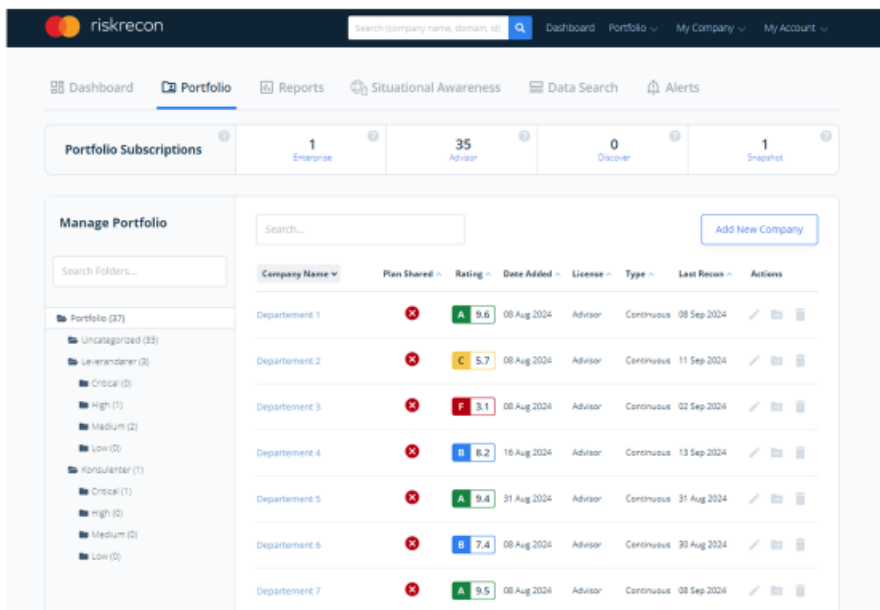 riskrecon
Search (company name, domain, id)
Dashboard Portfolio My Company My Account
Dashboard Portfolio Reports Situational Awareness Data Search Alerts
Portfolio Subscriptions
1
Enterprise
35
Advisor
0
Discover
1
Snapshot
Manage Portfolio
Search Folders...
Portfolio (37)
Uncategorized (33)
Leverandører (3)
Critical (0)
High (1)
Medium (2)
Low (0)
Konsulenter (1)
Critical (1)
High (0)
Medium (0)
Low (0)
Search...
Add New Company
Company Name Plan Shared Rating Date Added License Type Last Recon Actions
Departement 1 A 9.6 08 Aug 2024 Advisor Continuous 08 Sep 2024
Departement 2 C 5.7 08 Aug 2024 Advisor Continuous 11 Sep 2024
Departement 3 F 3.1 08 Aug 2024 Advisor Continuous 02 Sep 2024
Departement 4 B 8.2 16 Aug 2024 Advisor Continuous 13 Sep 2024
Departement 5 A 9.4 31 Aug 2024 Advisor Continuous 31 Aug 2024
Departement 6 B 7.4 08 Aug 2024 Advisor Continuous 30 Aug 2024
Departement 7 A 9.5 08 Aug 2024 Advisor Continuous 08 Sep 2024